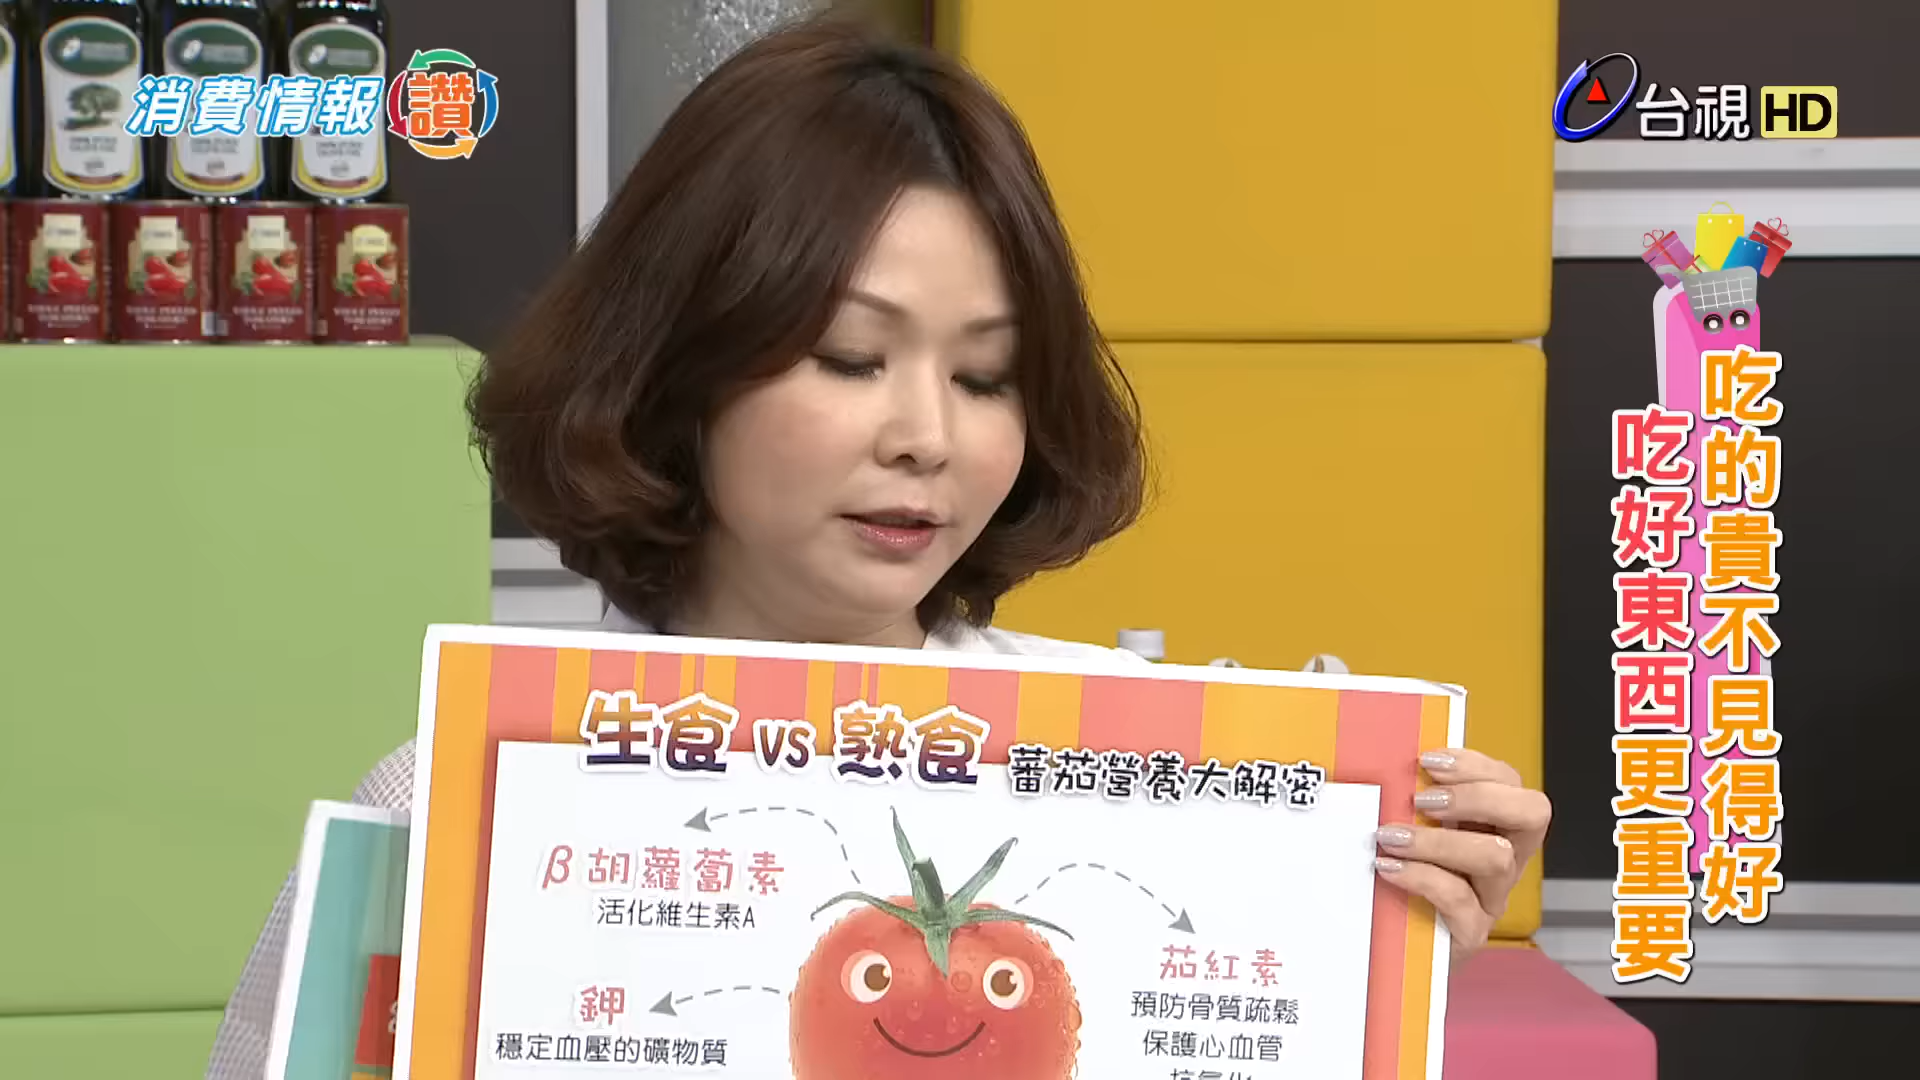 消費情報讚
台視HD
吃的貴不見得好
吃好東西更重要
生食 vs 熟食 蕃茄營養大解密
β胡蘿蔔素
活化維生素A
鉀
穩定血壓的礦物質
茄紅素
預防骨質疏鬆
保護心血管